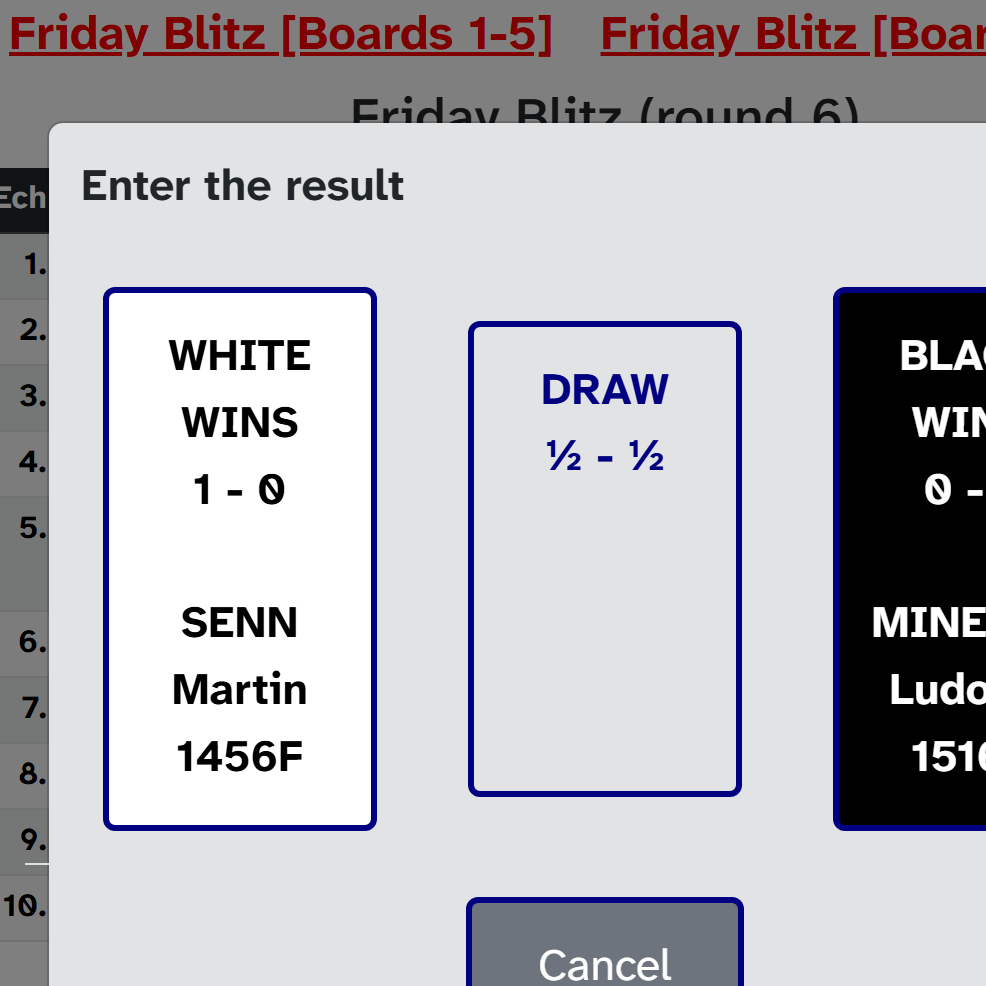 Friday Blitz [Boards 1-5] Friday Blitz [Boar
Friday Blitz (round 6)
Enter the result
Ech
1.
2.
3.
4.
5.
6.
7.
8.
9.
10.
WHITE
WINS
1 - 0
SENN
Martin
1456F
DRAW
½ - ½
BLAC
WIN
0 -
MINE
Ludo
1516
Cancel